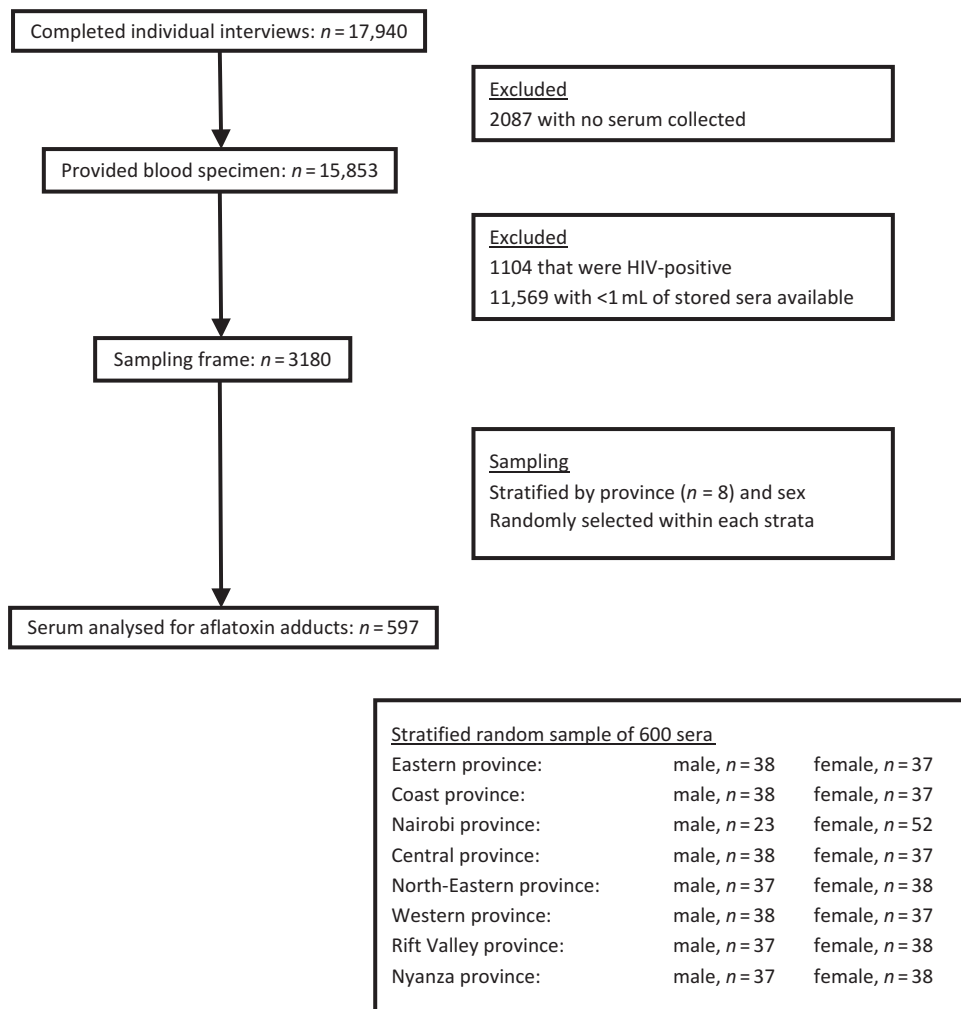 Completed individual interviews: n = 17,940
Excluded
2087 with no serum collected
Provided blood specimen: n = 15,853
Excluded
1104 that were HIV-positive
11,569 with <1 mL of stored sera available
Sampling frame: n = 3180
Sampling
Stratified by province (n = 8) and sex
Randomly selected within each strata
Serum analysed for aflatoxin adducts: n = 597
Stratified random sample of 600 sera
Eastern province: male, n = 38 female, n = 37
Coast province: male, n = 38 female, n = 37
Nairobi province: male, n = 23 female, n = 52
Central province: male, n = 38 female, n = 37
North-Eastern province: male, n = 37 female, n = 38
Western province: male, n = 38 female, n = 37
Rift Valley province: male, n = 37 female, n = 38
Nyanza province: male, n = 37 female, n = 38